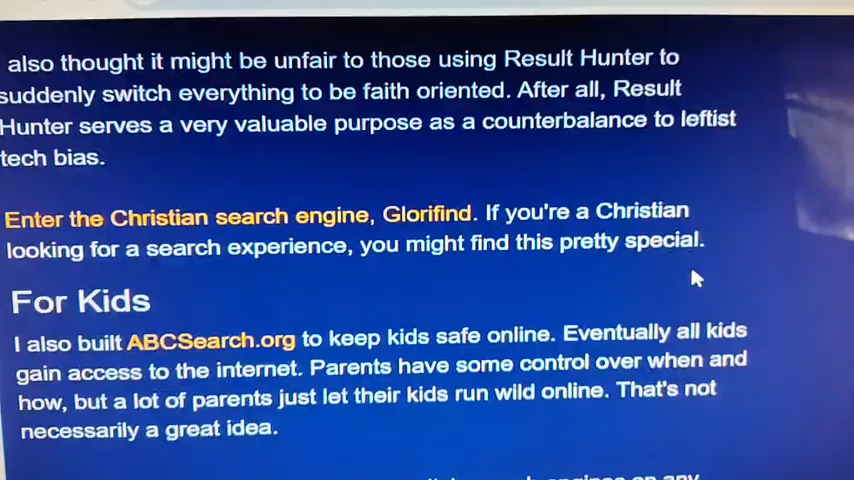 also thought it might be unfair to those using Result Hunter to
suddenly switch everything to be faith oriented. After all, Result
Hunter serves a very valuable purpose as a counterbalance to leftist
tech bias.
Enter the Christian search engine, Glorifind. If you're a Christian
looking for a search experience, you might find this pretty special.
For Kids
I also built ABCSearch.org to keep kids safe online. Eventually all kids
gain access to the internet. Parents have some control over when and
how, but a lot of parents just let their kids run wild online. That's not
necessarily a great idea.